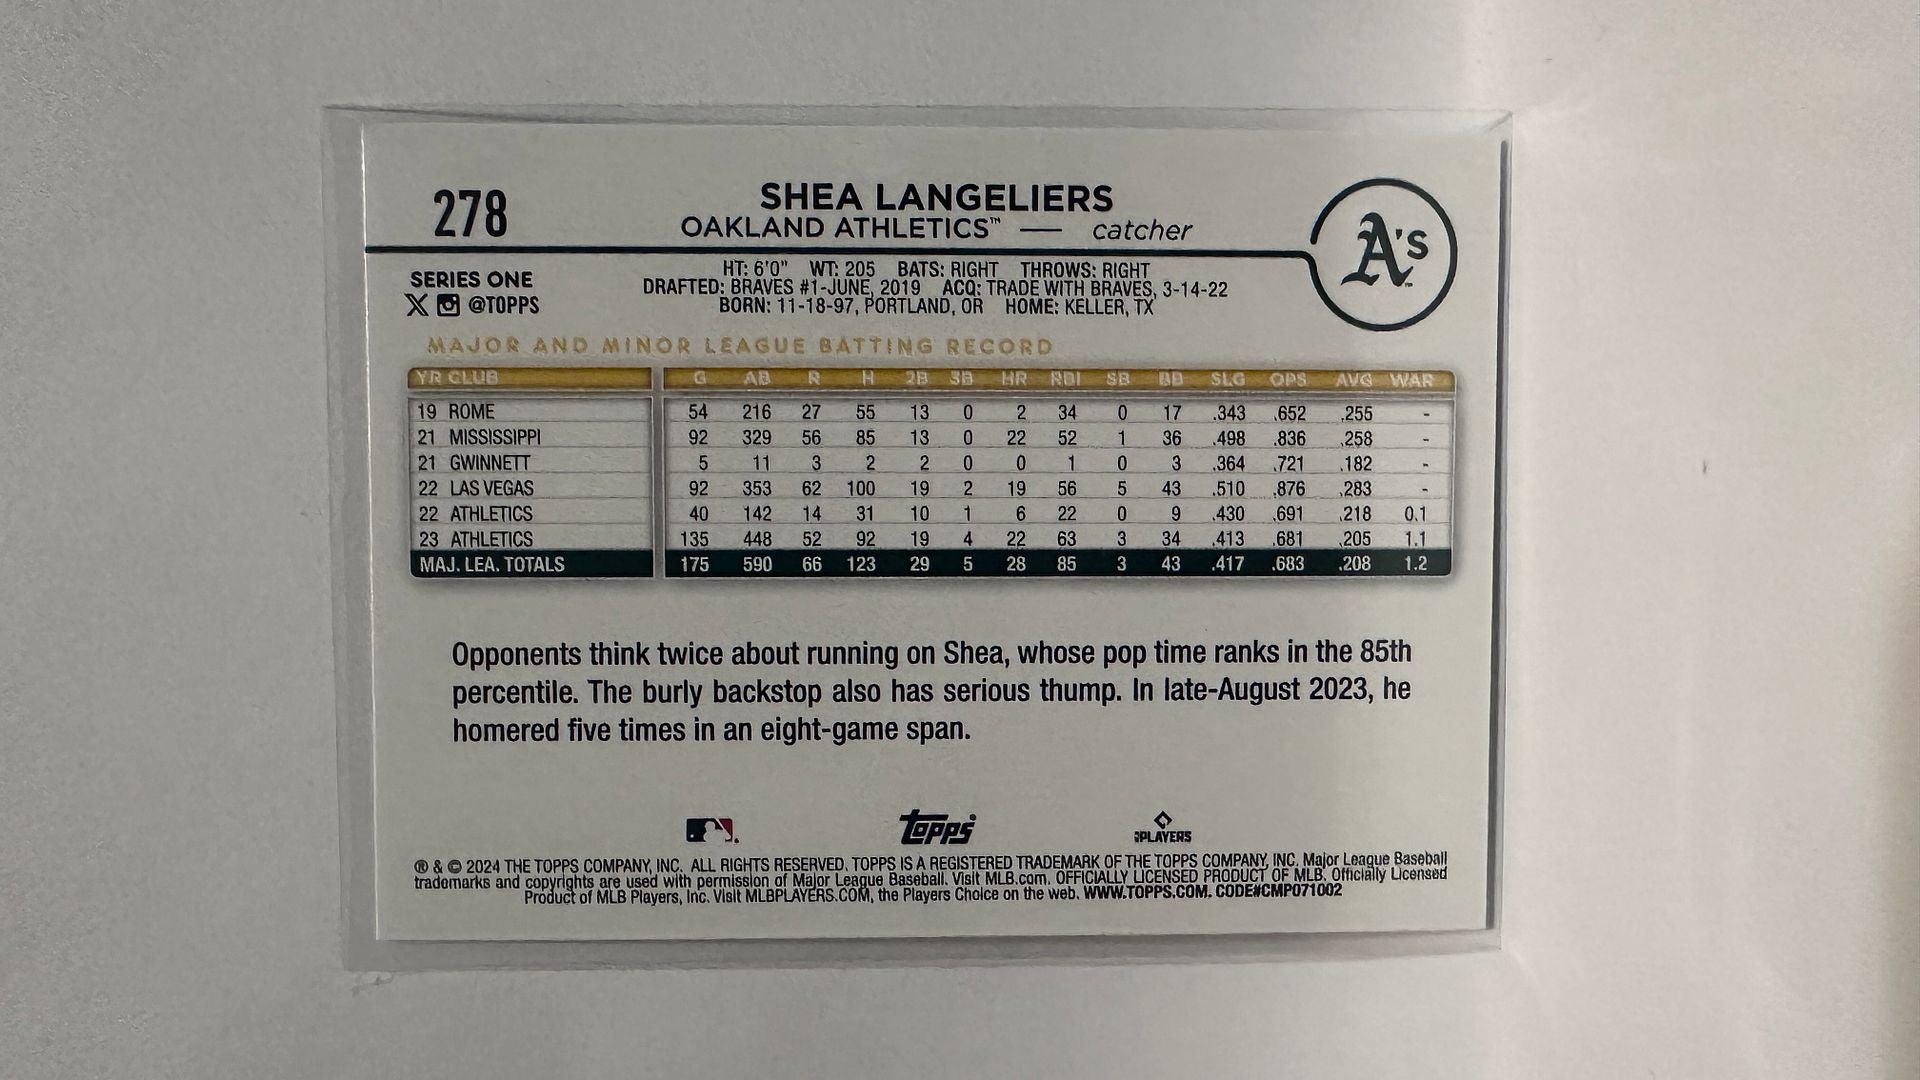 278
SHEA LANGELIERS
OAKLAND ATHLETICS™ — catcher
A's
SERIES ONE
@TOPPS
HT: 6'0" WT: 205 BATS: RIGHT THROWS: RIGHT
DRAFTED: BRAVES #1-JUNE, 2019 ACQ: TRADE WITH BRAVES, 3-14-22
BORN: 11-18-97, PORTLAND, OR HOME: KELLER, TX
MAJOR AND MINOR LEAGUE BATTING RECORD
YR CLUB G AB R H 2B 3B HR RBI SB BB SLG OPS AVG WAR
19 ROME 54 216 27 55 13 0 2 34 0 17 .343 .652 .255 -
21 MISSISSIPPI 92 329 56 85 13 0 22 52 1 36 .498 .836 .258 -
21 GWINNETT 5 11 3 2 2 0 0 1 0 3 .364 .721 .182 -
22 LAS VEGAS 92 353 62 100 19 2 19 56 5 43 .510 .876 .283 -
22 ATHLETICS 40 142 14 31 10 1 6 22 0 9 .430 .691 .218 0.1
23 ATHLETICS 135 448 52 92 19 4 22 63 3 34 .413 .681 .205 1.1
MAJ. LEA. TOTALS 175 590 66 123 29 5 28 85 3 43 .417 .683 .208 1.2
Opponents think twice about running on Shea, whose pop time ranks in the 85th
percentile. The burly backstop also has serious thump. In late-August 2023, he
homered five times in an eight-game span.
topps
PLAYERS
® & © 2024 THE TOPPS COMPANY, INC. ALL RIGHTS RESERVED. TOPPS IS A REGISTERED TRADEMARK OF THE TOPPS COMPANY, INC. Major League Baseball
trademarks and copyrights are used with permission of Major League Baseball. Visit MLB.com. OFFICIALLY LICENSED PRODUCT OF MLB. Officially Licensed
Product of MLB Players, Inc. Visit MLBPLAYERS.COM, the Players Choice on the web. WWW.TOPPS.COM. CODE#CMP071002